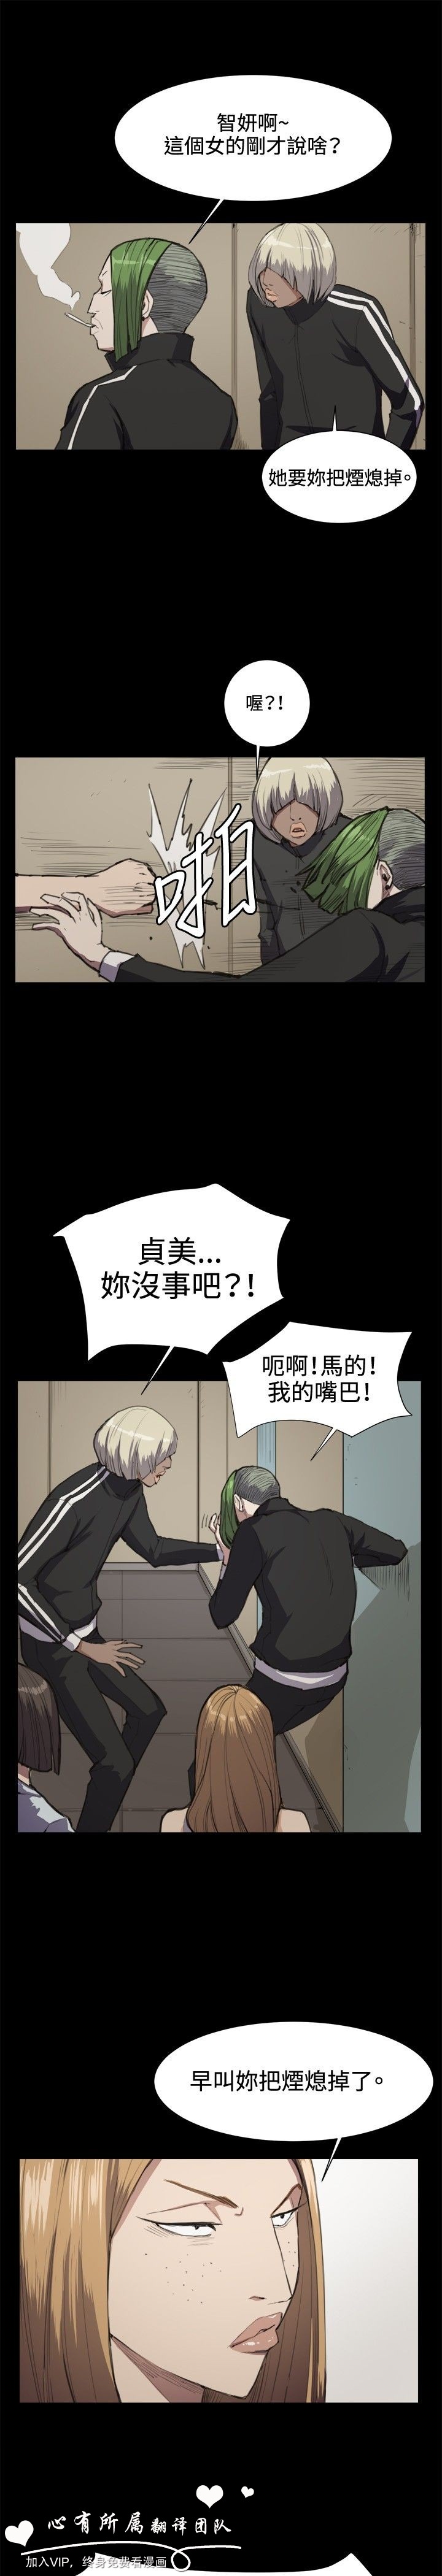 智妍啊~
這個女的剛才說啥？
她要妳把煙熄掉。
喔?!
啪
貞美...
妳沒事吧?!
呃啊!馬的!
我的嘴巴!
早叫妳把煙熄掉了。
心有所属翻译团队
加入VIP，终身免费看漫画